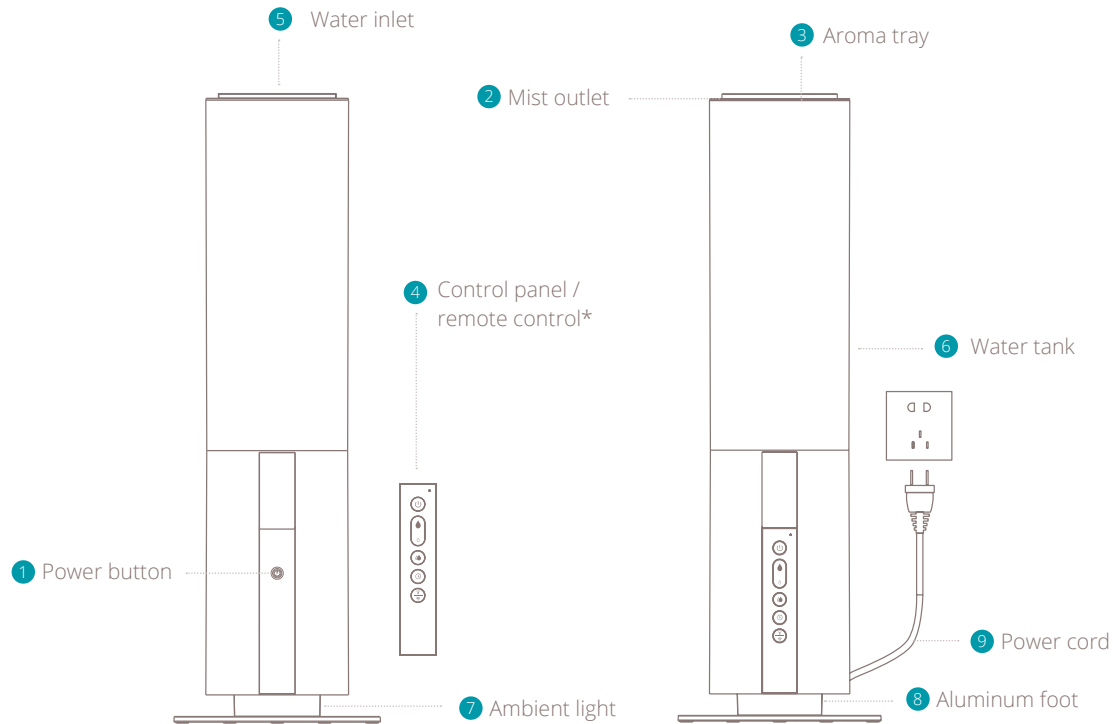 5 Water inlet
3 Aroma tray
2 Mist outlet
4 Control panel /
remote control*
6 Water tank
1 Power button
9 Power cord
7 Ambient light
8 Aluminum foot